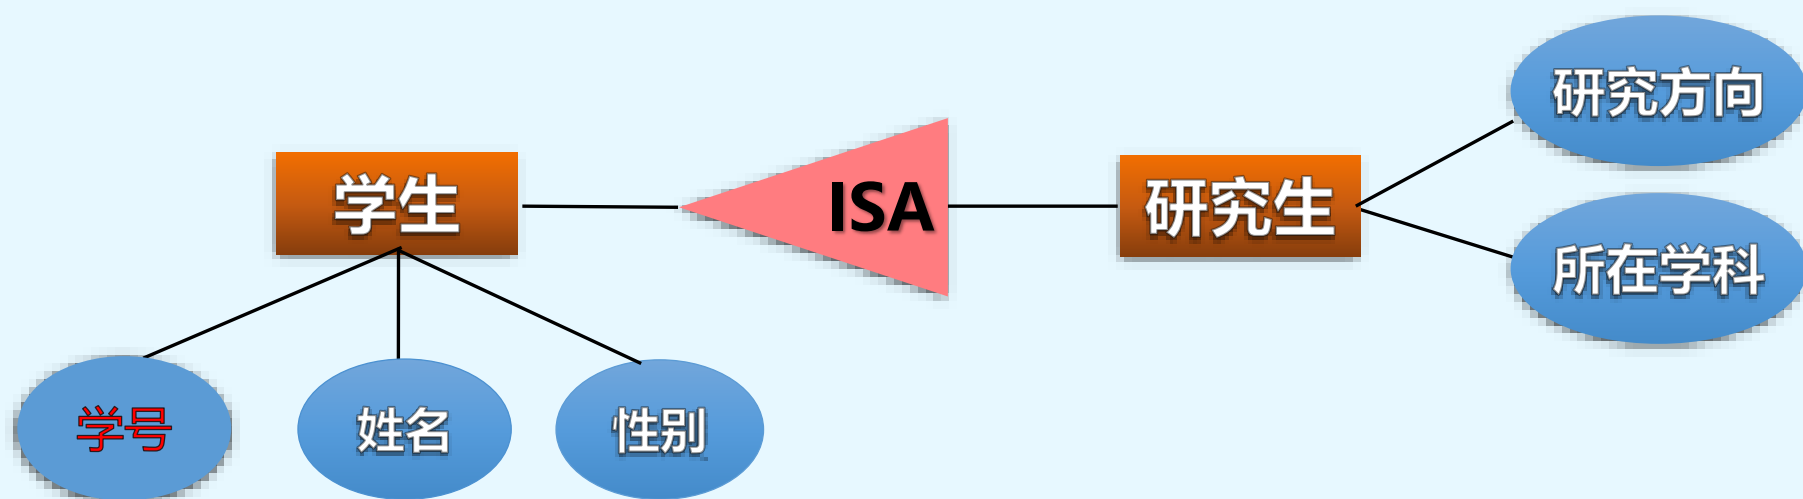 研究方向
学生
ISA
研究生
所在学科
学号
姓名
性别